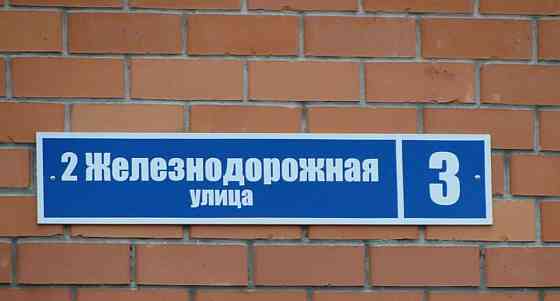 2 Железнодорожная
улица
3